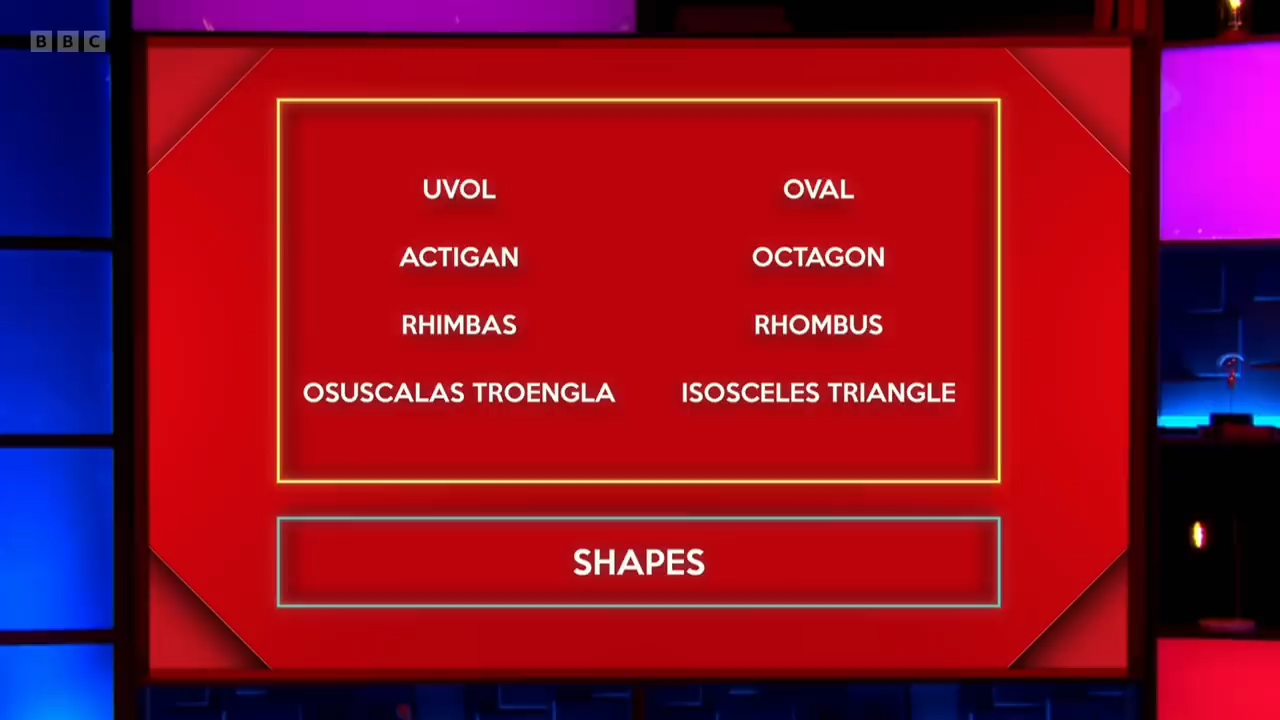 BBC
UVOL OVAL
ACTIGAN OCTAGON
RHIMBAS RHOMBUS
OSUSCALAS TROENGLA ISOSCELES TRIANGLE
SHAPES